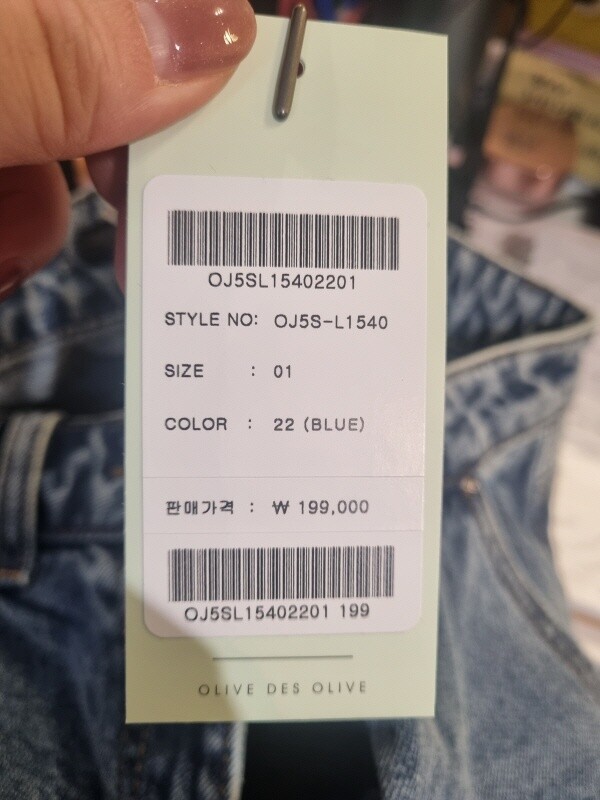 OJ5SL15402201
STYLE NO: OJ5S-L1540
SIZE : 01
COLOR : 22 (BLUE)
판매가격 : ₩ 199,000
OJ5SL15402201 199
OLIVE DES OLIVE